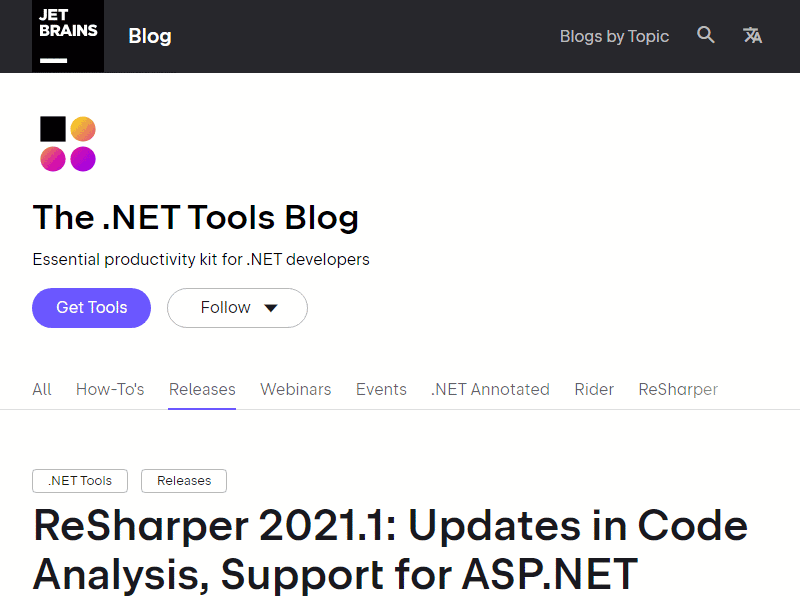 JET
BRAINS
Blog
Blogs by Topic
The .NET Tools Blog
Essential productivity kit for .NET developers
Get Tools
Follow
All How-To's Releases Webinars Events .NET Annotated Rider ReSharper
.NET Tools Releases
ReSharper 2021.1: Updates in Code
Analysis, Support for ASP.NET